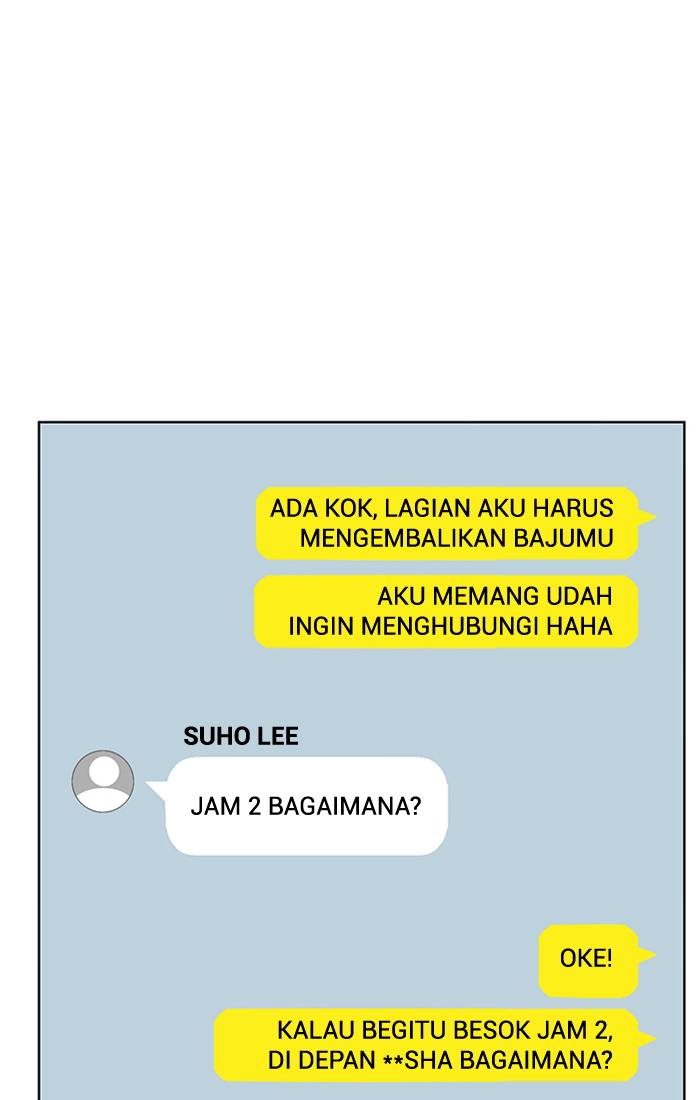 ADA KOK, LAGIAN AKU HARUS
MENGEMBALIKAN BAJUMU
AKU MEMANG UDAH
INGIN MENGHUBUNGI HAHA
SUHO LEE
JAM 2 BAGAIMANA?
OKE!
KALAU BEGITU BESOK JAM 2,
DI DEPAN **SHA BAGAIMANA?